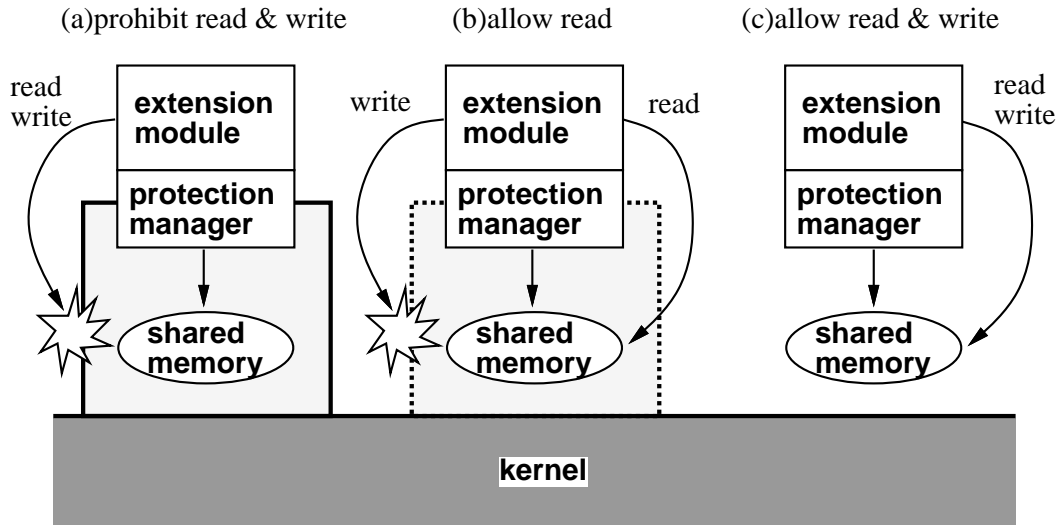 (a)prohibit read & write
(b)allow read
(c)allow read & write
read
write
extension
module
protection
manager
shared
memory
write
extension
module
read
protection
manager
shared
memory
extension
module
read
write
protection
manager
shared
memory
kernel